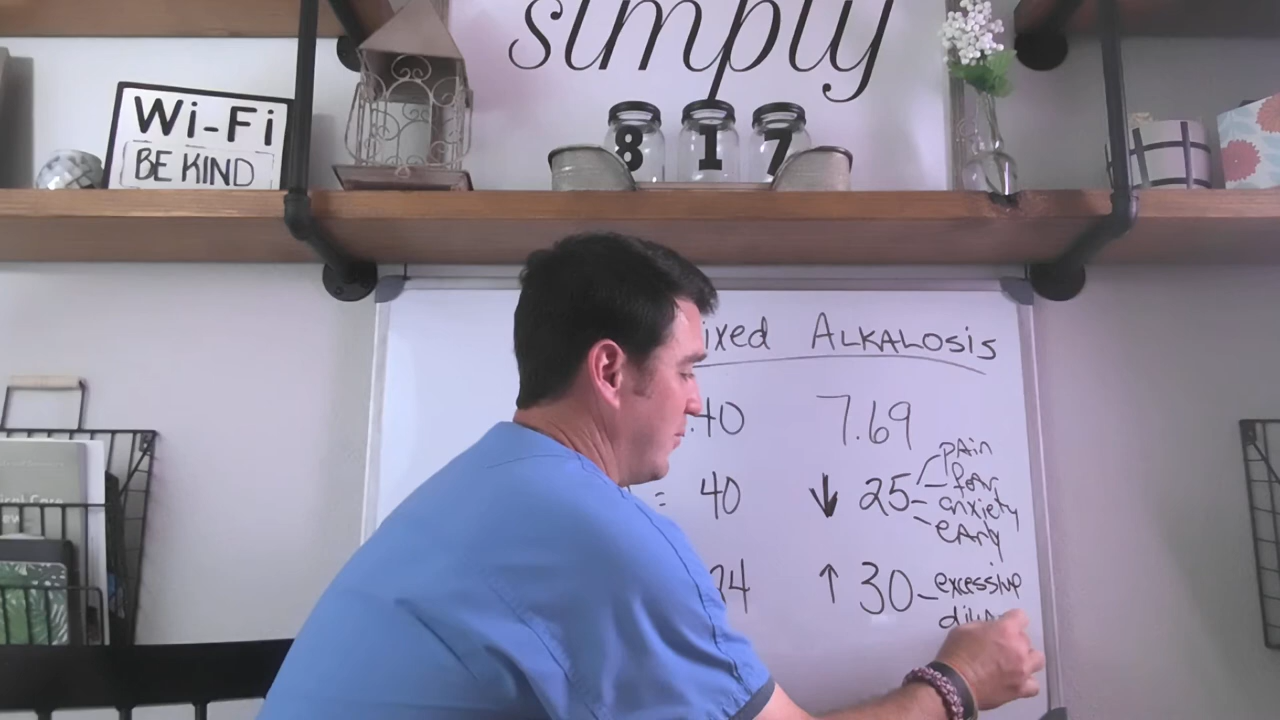 simply
Wi-Fi
BE KIND
8 1 7
ixed ALKALOSIS
.40 7.69
pain
= 40 ↓ 25 fear
anxiety
early
24 ↑ 30 - excessive